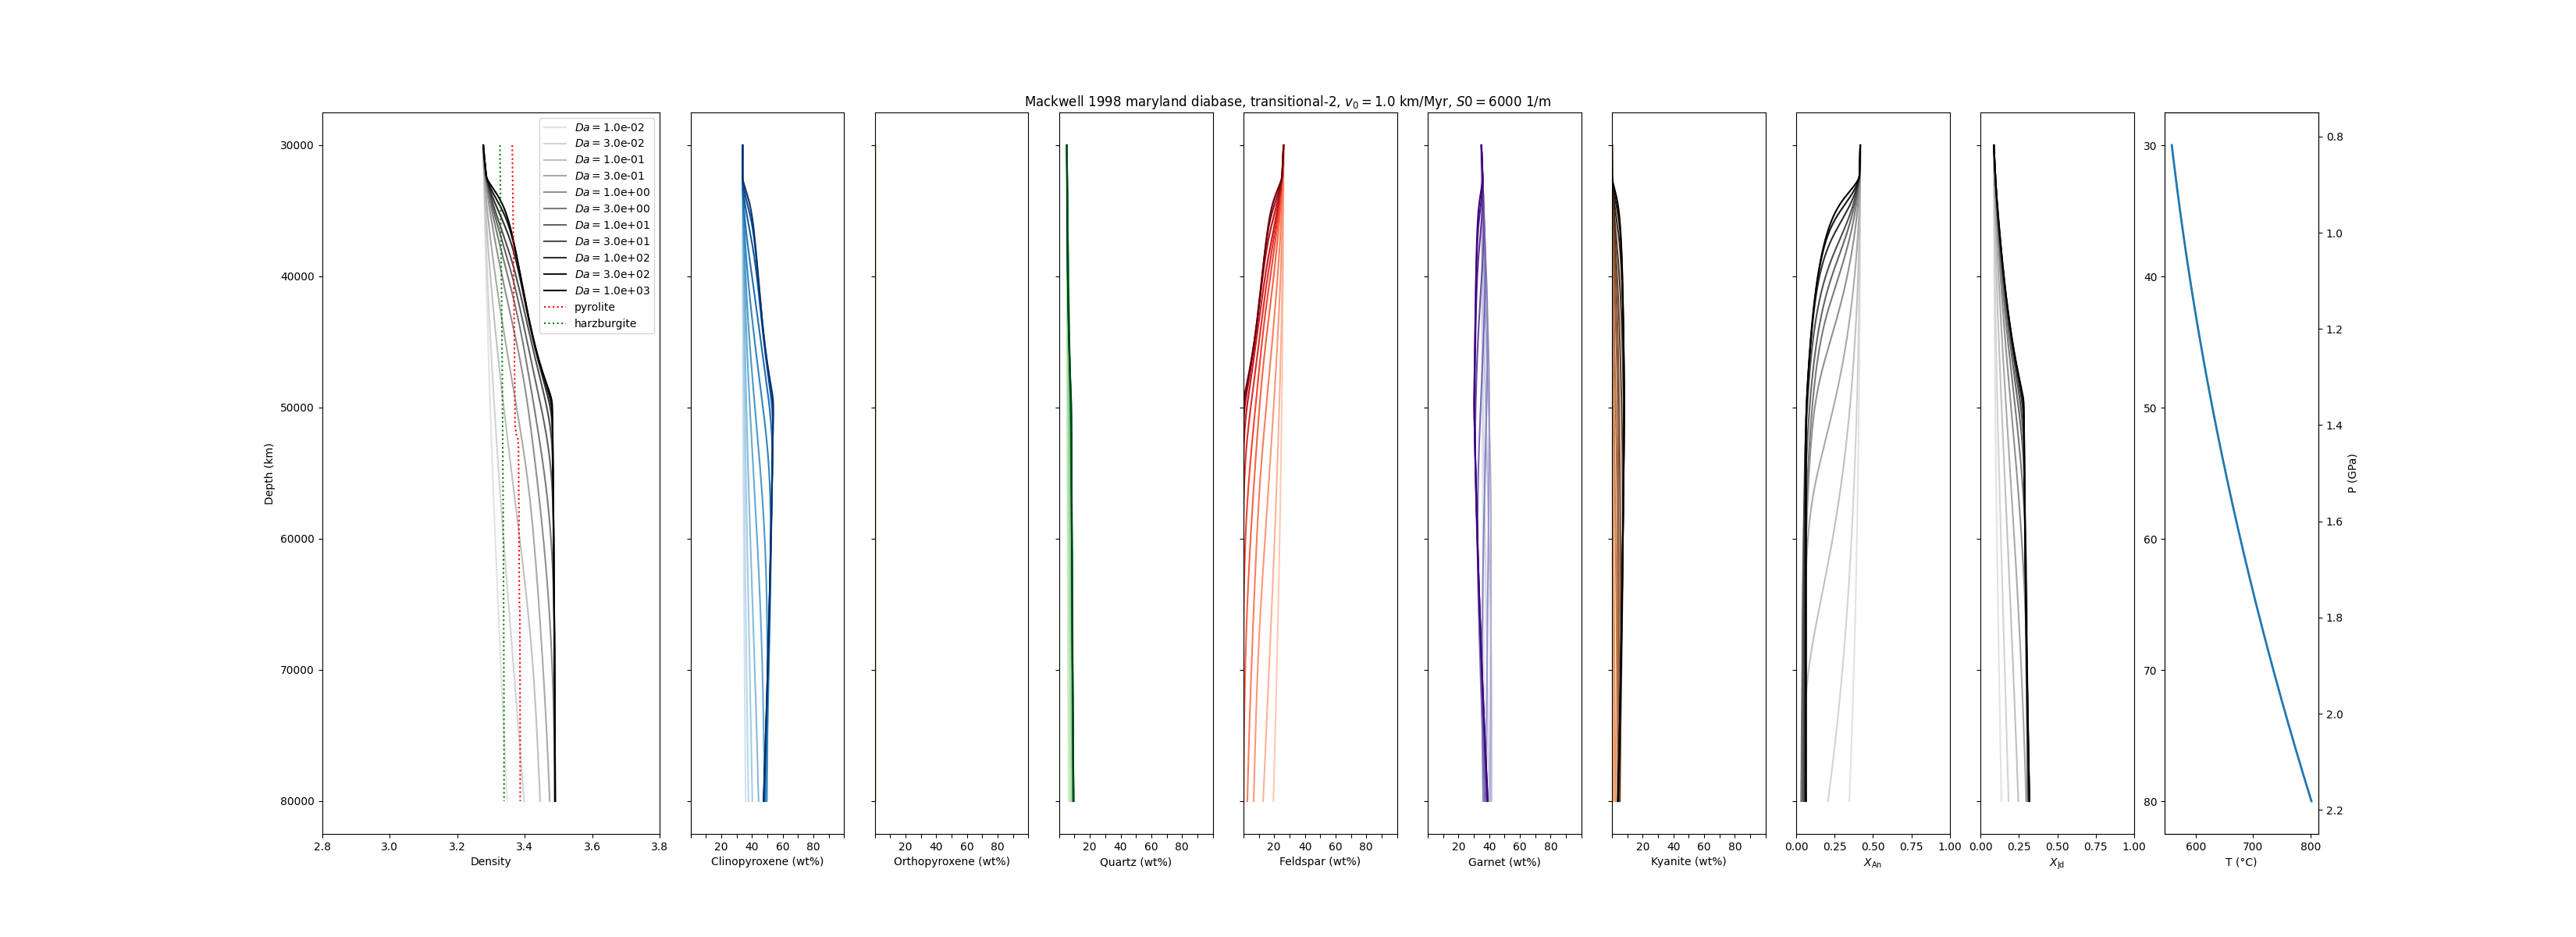 Mackwell 1998 maryland diabase, transitional-2, v₀ = 1.0 km/Myr, S0 = 6000 1/m
Depth (km)
30000
40000
50000
60000
70000
80000
Da = 1.0e-02
Da = 3.0e-02
Da = 1.0e-01
Da = 3.0e-01
Da = 1.0e+00
Da = 3.0e+00
Da = 1.0e+01
Da = 3.0e+01
Da = 1.0e+02
Da = 3.0e+02
Da = 1.0e+03
pyrolite
harzburgite
2.8 3.0 3.2 3.4 3.6 3.8
Density
20 40 60 80
Clinopyroxene (wt%)
20 40 60 80
Orthopyroxene (wt%)
20 40 60 80
Quartz (wt%)
20 40 60 80
Feldspar (wt%)
20 40 60 80
Garnet (wt%)
20 40 60 80
Kyanite (wt%)
0.00 0.25 0.50 0.75 1.00
X_An
0.00 0.25 0.50 0.75 1.00
X_Jd
30
40
50
60
70
80
600 700 800
T (°C)
0.8
1.0
1.2
1.4
1.6
1.8
2.0
2.2
P (GPa)